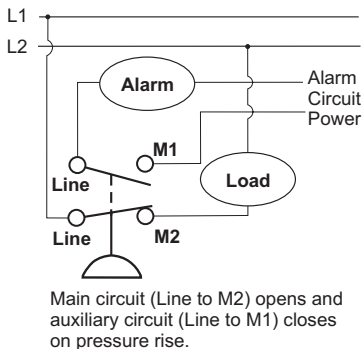 L1
L2
Alarm
Alarm
Circuit
Power
M1
Line
Load
Line
M2
Main circuit (Line to M2) opens and
auxiliary circuit (Line to M1) closes
on pressure rise.